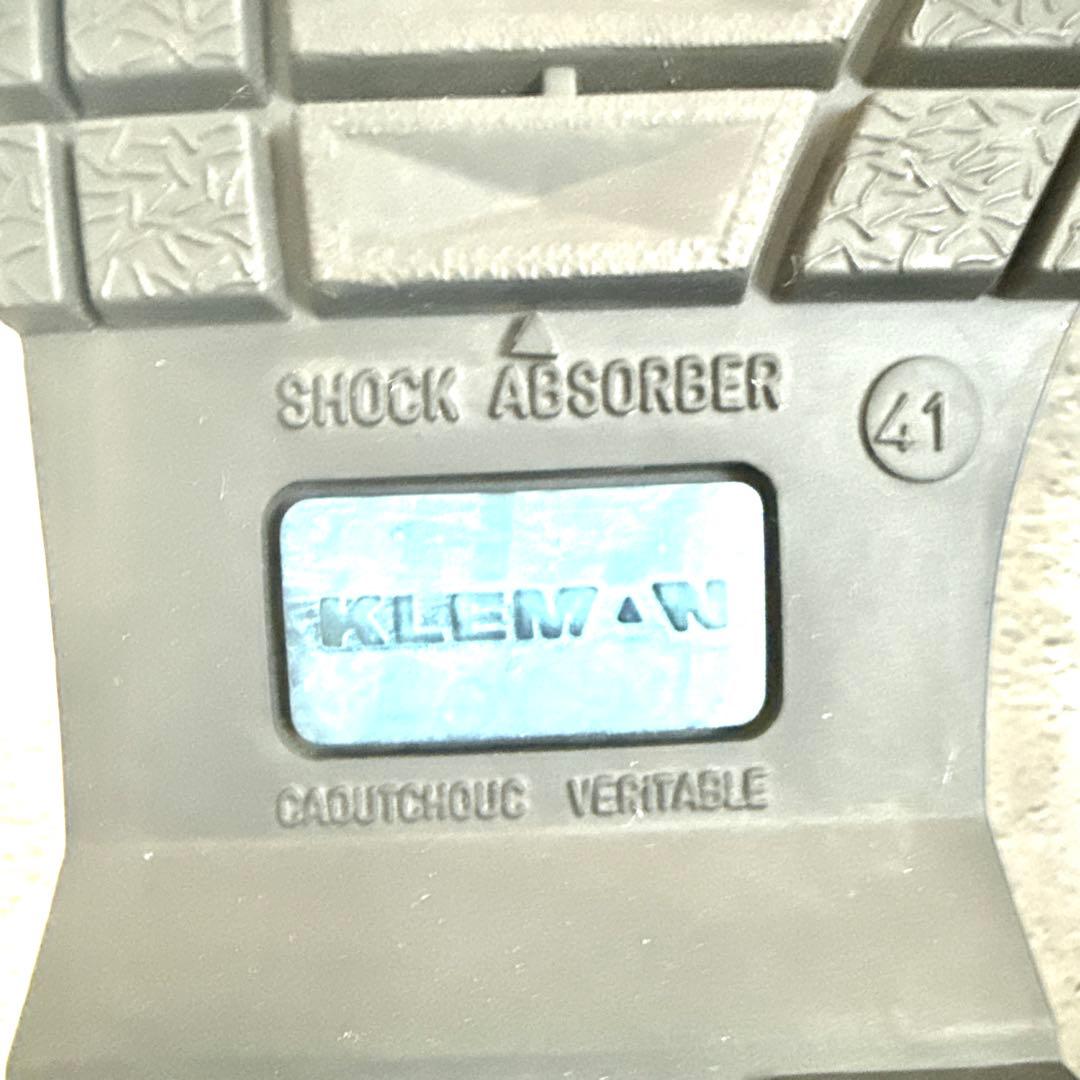 SHOCK ABSORBER
41
KLEMAN
CAOUTCHOUC VERiTABLE